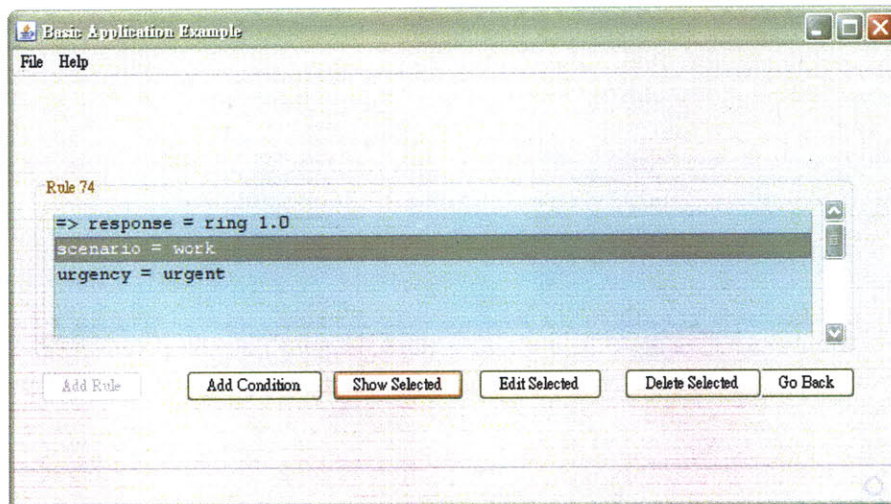 Basic Application Example
File Help
Rule 74
=> response = ring 1.0
scenario = work
urgency = urgent
Add Rule Add Condition Show Selected Edit Selected Delete Selected Go Back